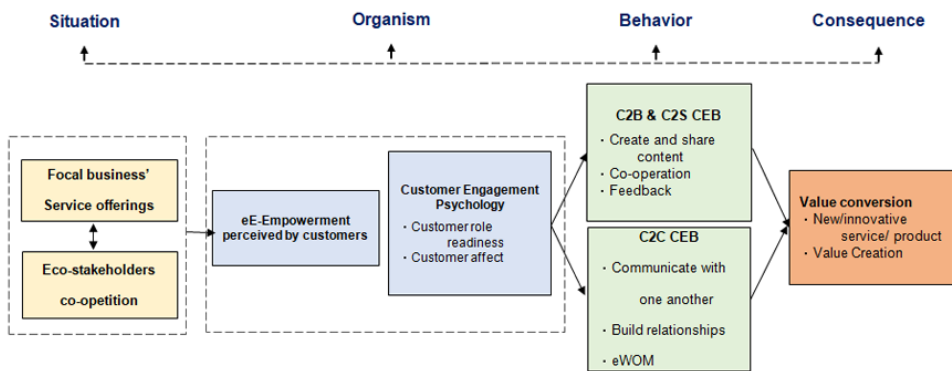 Situation
Organism
Behavior
Consequence
Focal business'
Service offerings
Eco-stakeholders
co-opetition
eE-Empowerment
perceived by customers
Customer Engagement
Psychology
· Customer role
readiness
· Customer affect
C2B & C2S CEB
· Create and share
content
· Co-operation
· Feedback
C2C CEB
· Communicate with
one another
· Build relationships
· eWOM
Value conversion
· New/innovative
service/ product
· Value Creation